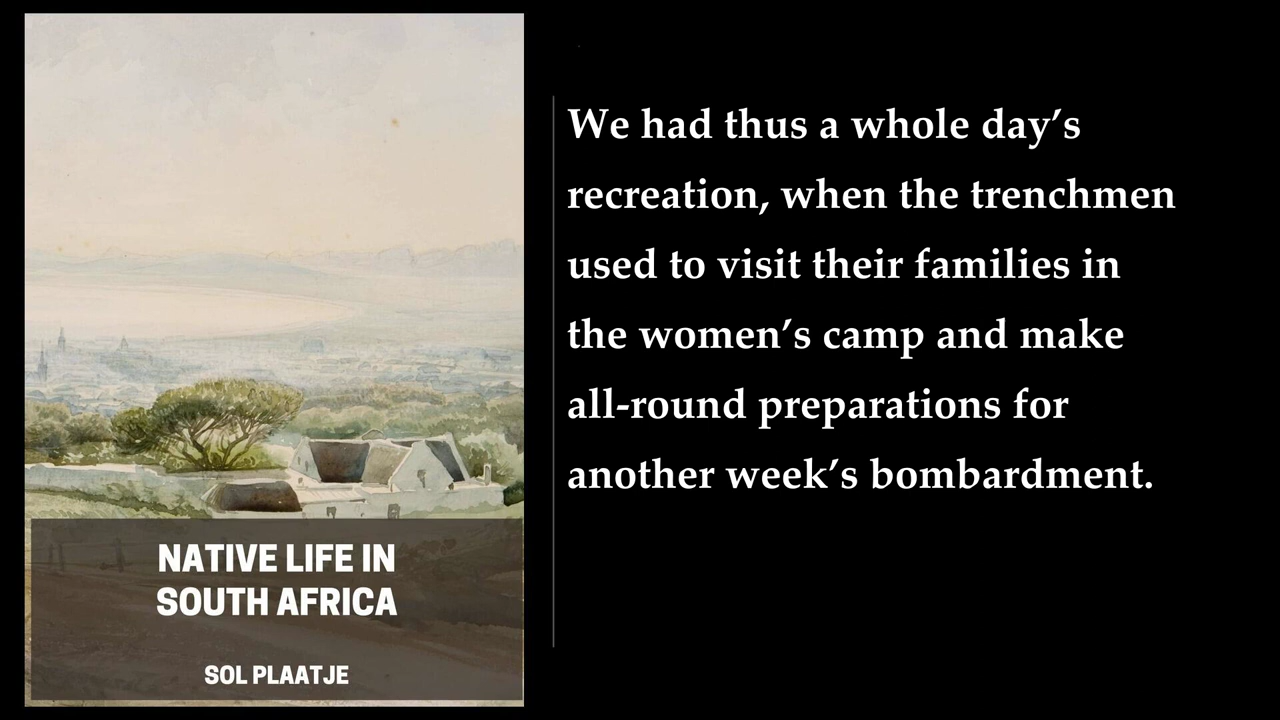 NATIVE LIFE IN
SOUTH AFRICA
SOL PLAATJE
We had thus a whole day’s
recreation, when the trenchmen
used to visit their families in
the women’s camp and make
all-round preparations for
another week’s bombardment.